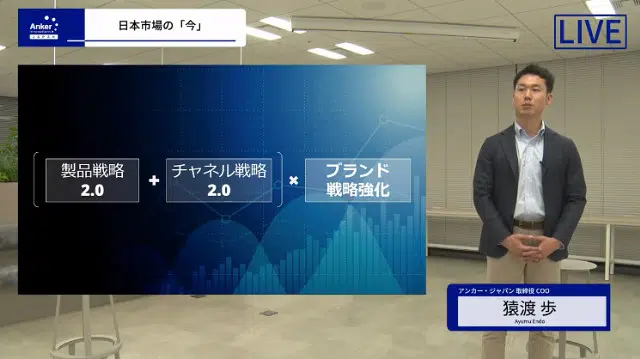 Anker
JAPAN
日本市場の「今」
LIVE
製品戦略
2.0
+
チャネル戦略
2.0
×
ブランド
戦略強化
アンカー・ジャパン 取締役 COO
猿渡 歩
Ayumu Endo